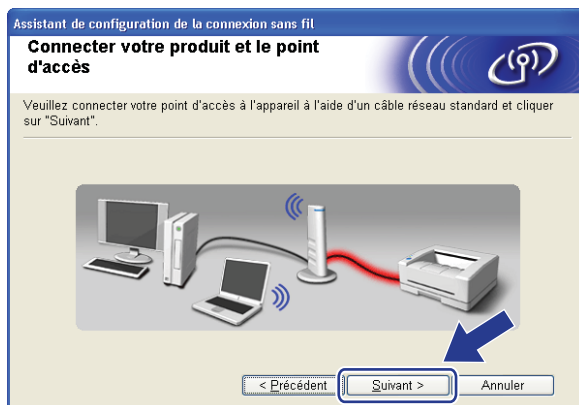 Assistant de configuration de la connexion sans fil
Connecter votre produit et le point
d'accès
Veuillez connecter votre point d'accès à l'appareil à l'aide d'un câble réseau standard et cliquer
sur "Suivant".
< Précédent
Suivant >
Annuler